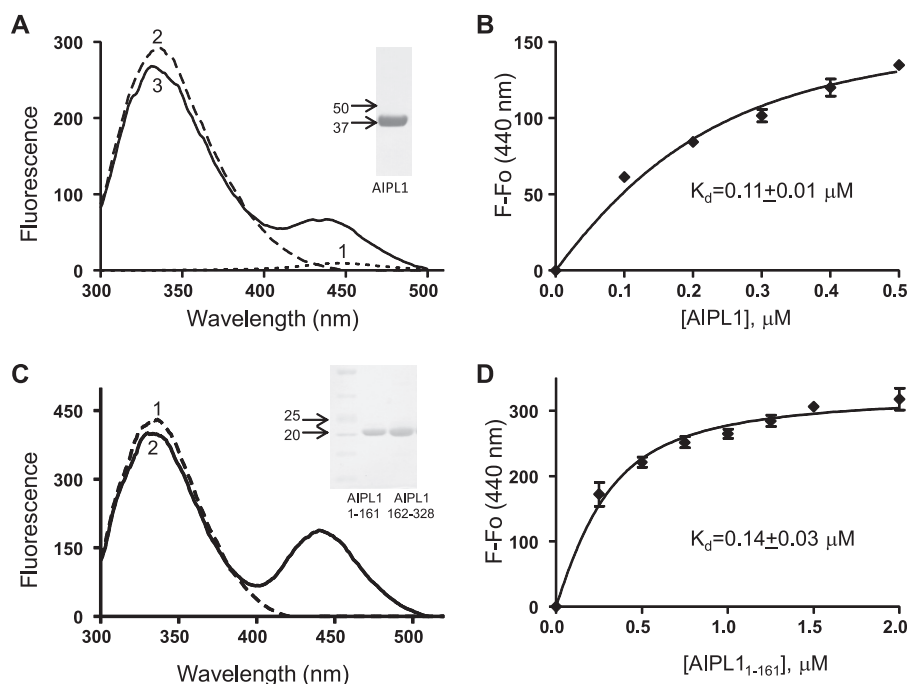 A
300
200
100
0
300
350
400
450
500
Fluorescence
Wavelength (nm)
2
3
1
50
37
AIPL1
B
150
100
50
0
0.0
0.1
0.2
0.3
0.4
0.5
F-Fo (440 nm)
[AIPL1], μM
Kd=0.11±0.01 μM
C
450
300
150
0
300
350
400
450
500
Fluorescence
Wavelength (nm)
1
2
25
20
AIPL1 AIPL1
1-161 162-328
D
300
200
100
0
0.0
0.5
1.0
1.5
2.0
F-Fo (440 nm)
[AIPL1₁₋₁₆₁], μM
Kd=0.14±0.03 μM